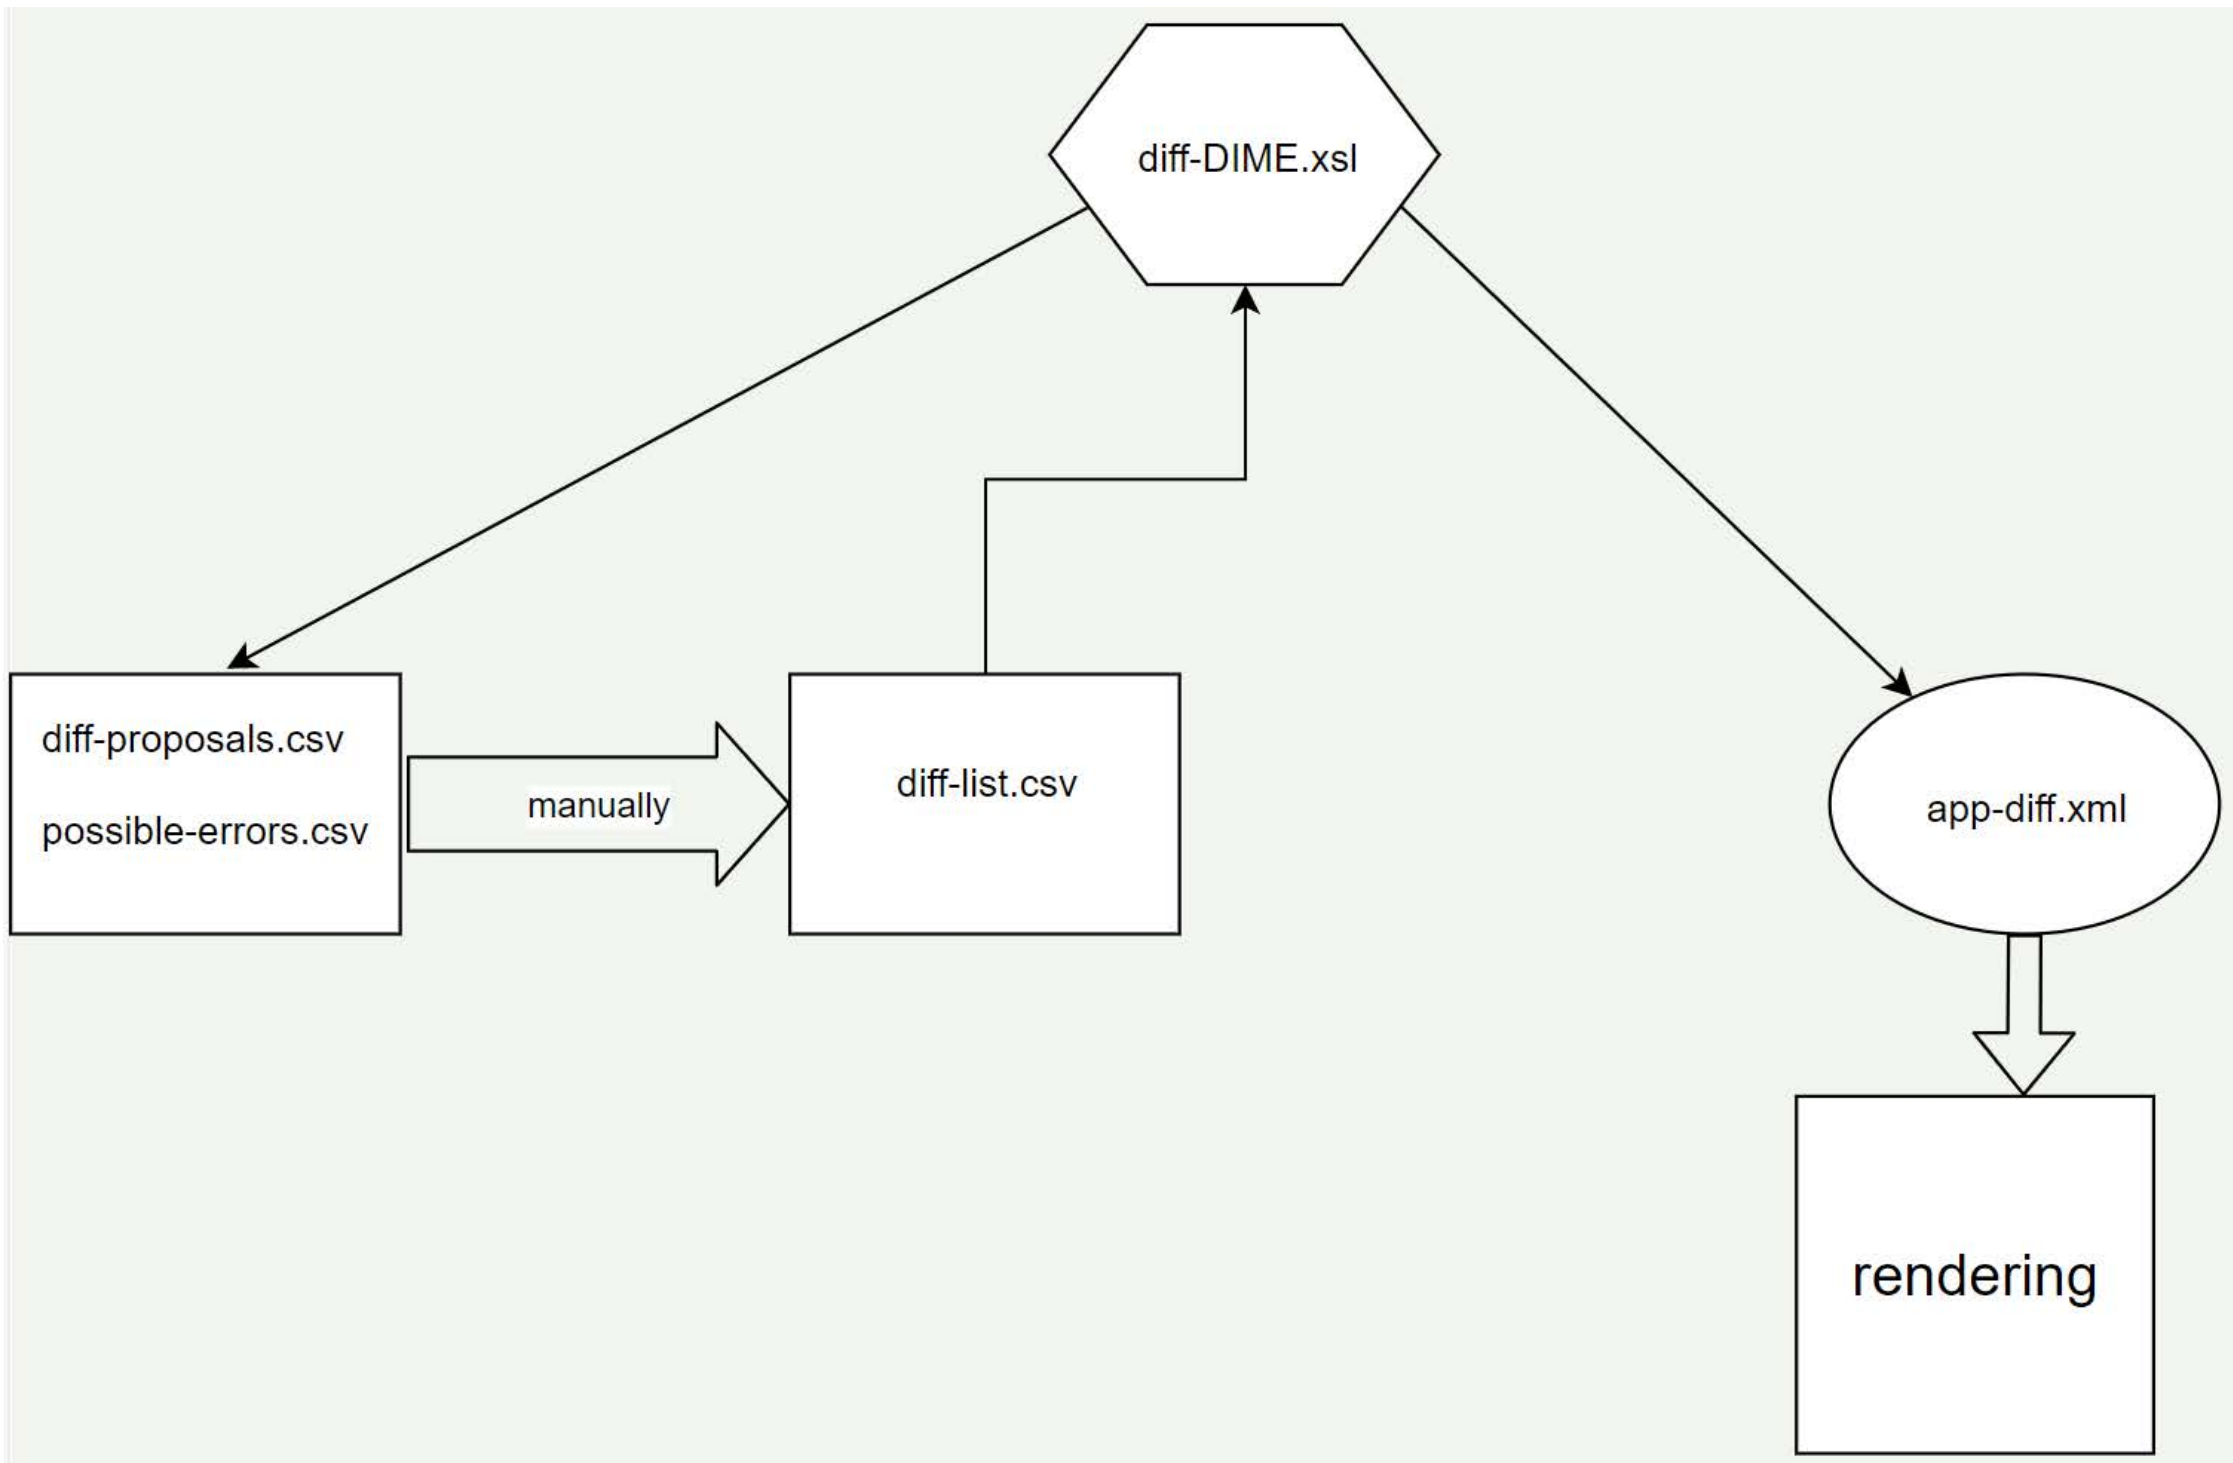 diff-DIME.xsl
diff-proposals.csv
possible-errors.csv
manually
diff-list.csv
app-diff.xml
rendering